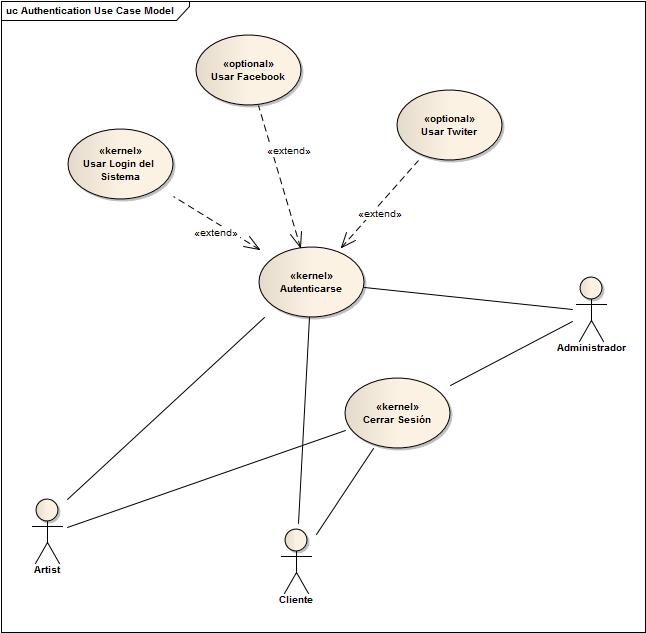 uc Authentication Use Case Model
«optional»
Usar Facebook
«optional»
Usar Twiter
«kernel»
Usar Login del
Sistema
«extend»
«extend»
«extend»
«kernel»
Autenticarse
Administrador
«kernel»
Cerrar Sesión
Artist
Cliente